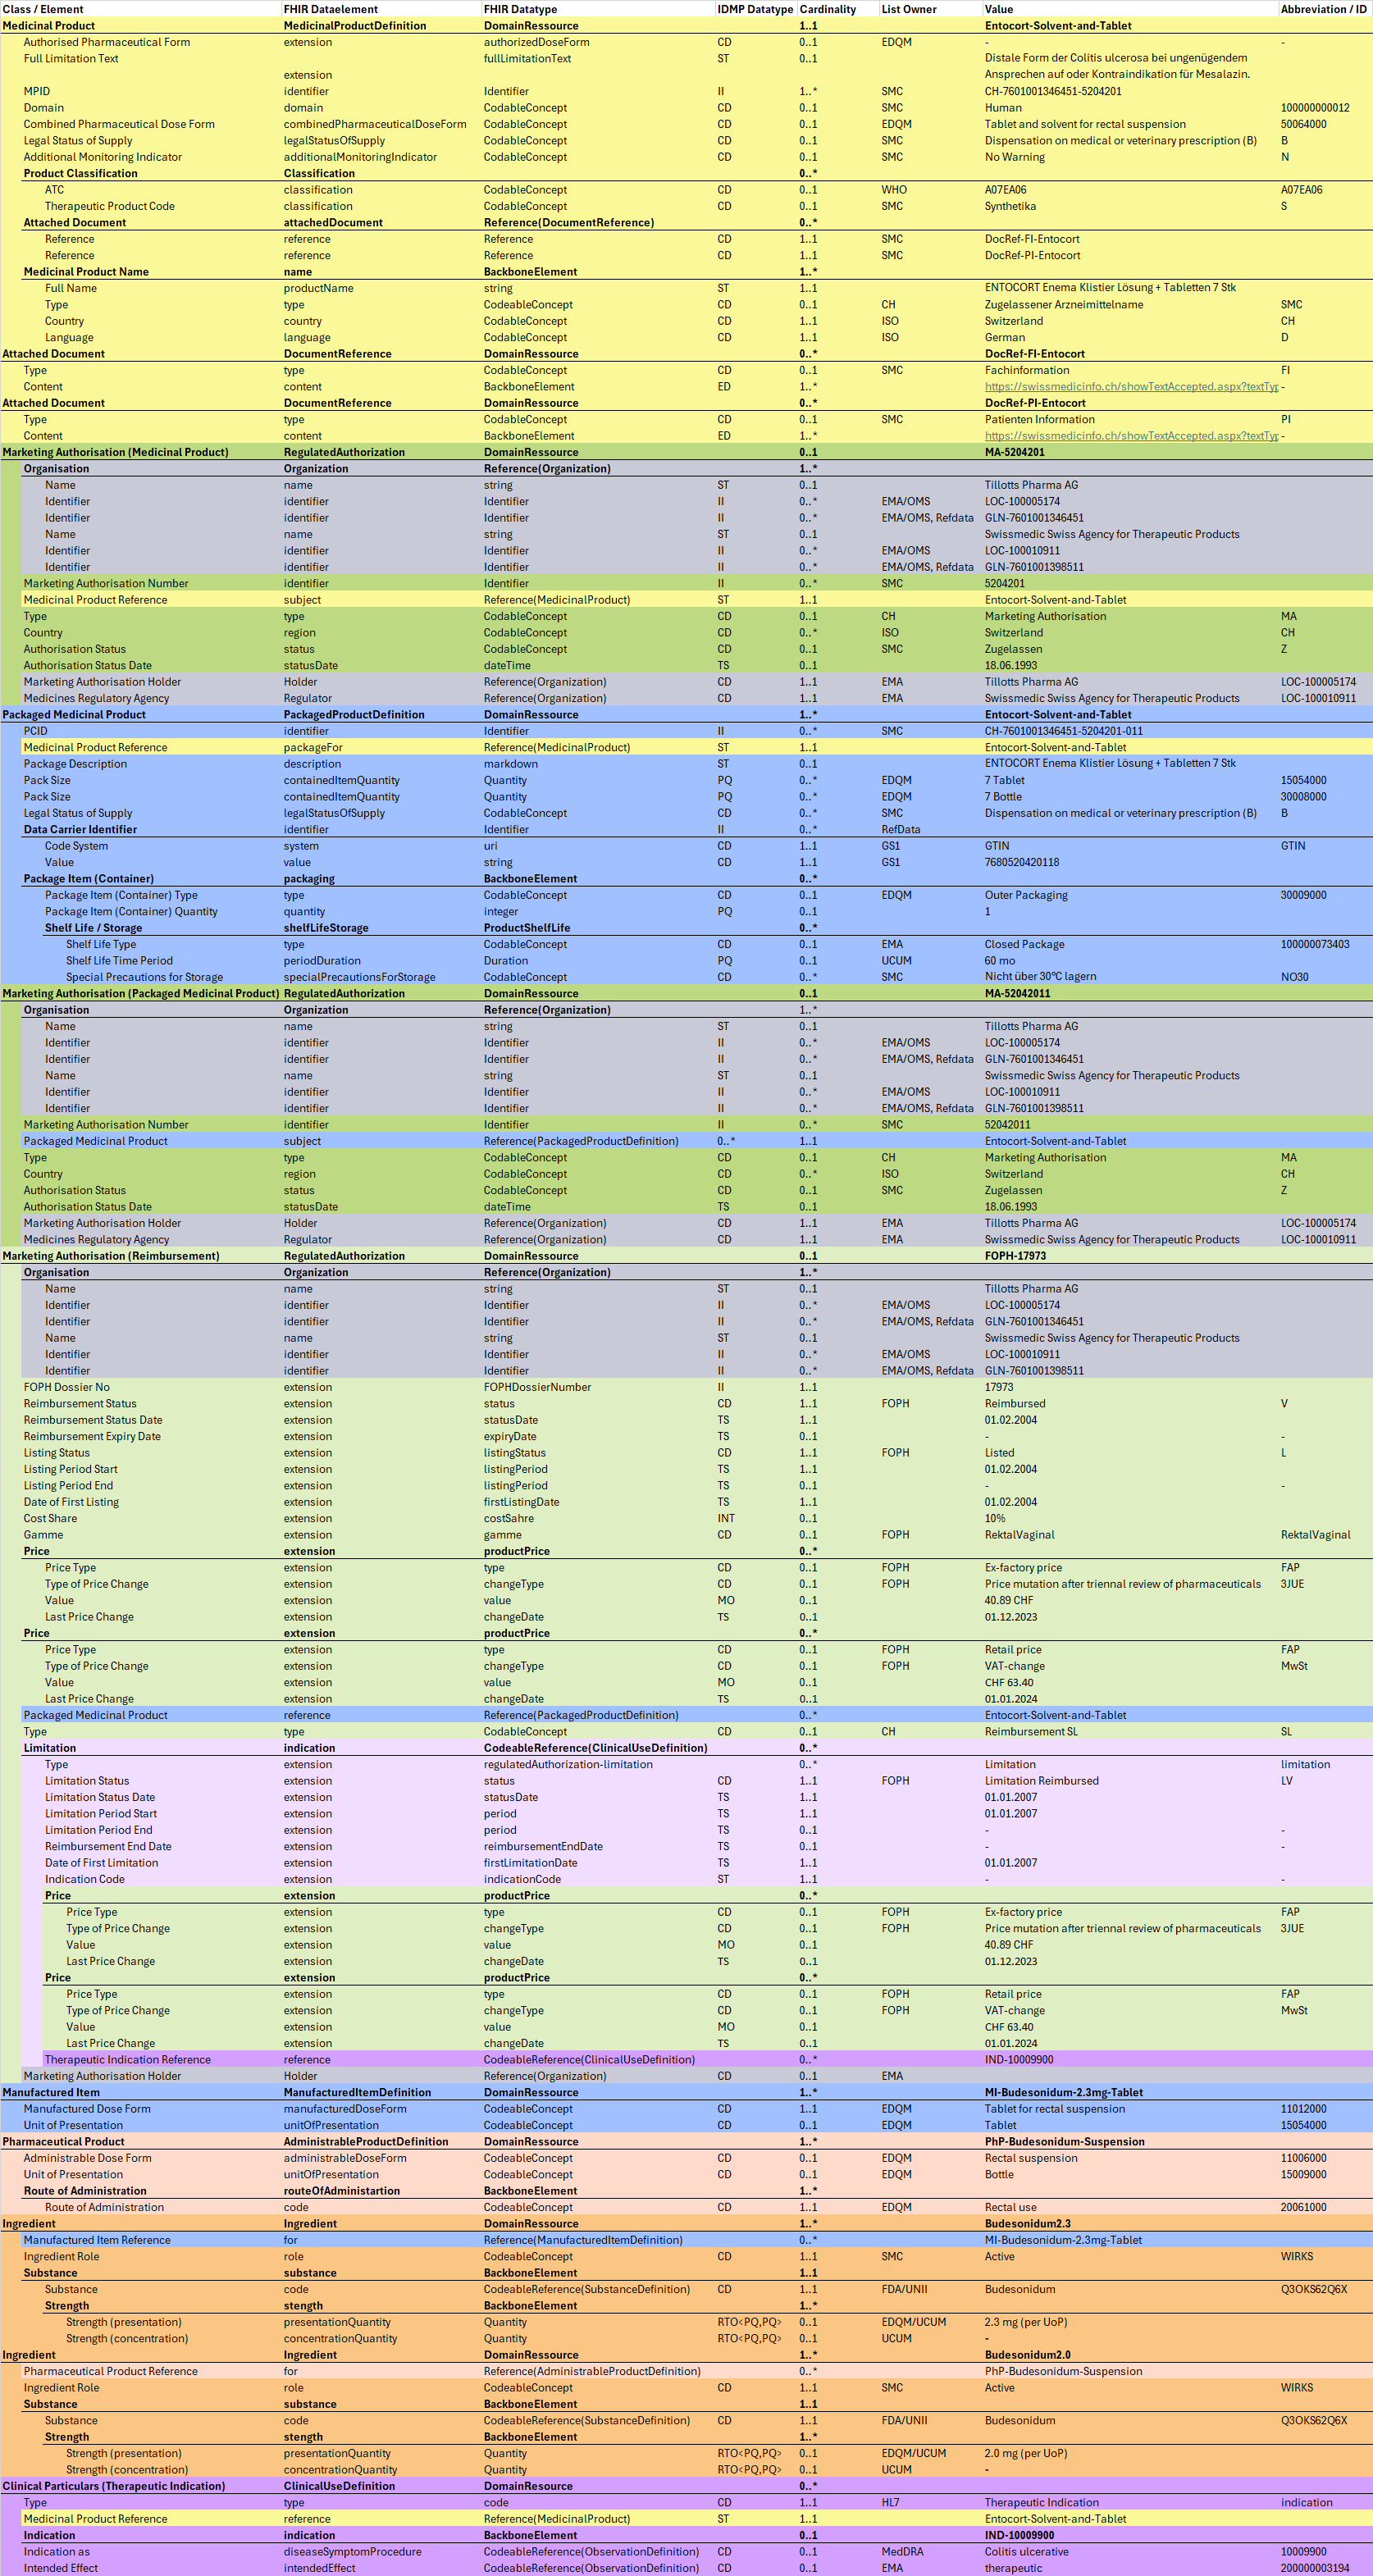 Class / Element FHIR Dataelement FHIR Datatype IDMP Datatype Cardinality List Owner Value Abbreviation / ID
Medicinal Product MedicinalProductDefinition DomainRessource 1..1 Entocort-Solvent-and-Tablet
Authorised Pharmaceutical Form extension authorizedDoseForm CD 0..1 EDQM - -
Full Limitation Text fullLimitationText ST 0..1 Distale Form der Colitis ulcerosa bei ungenügendem
extension Ansprechen auf oder Kontraindikation für Mesalazin.
MPID identifier Identifier II 1..* SMC CH-7601001346451-5204201
Domain domain CodableConcept CD 0..1 SMC Human 100000000012
Combined Pharmaceutical Dose Form combinedPharmaceuticalDoseForm CodableConcept CD 0..1 EDQM Tablet and solvent for rectal suspension 50064000
Legal Status of Supply legalStatusOfSupply CodableConcept CD 0..1 SMC Dispensation on medical or veterinary prescription (B) B
Additional Monitoring Indicator additionalMonitoringIndicator CodableConcept CD 0..1 SMC No Warning N
Product Classification Classification 0..*
ATC classification CodableConcept CD 0..1 WHO A07EA06 A07EA06
Therapeutic Product Code classification CodableConcept CD 0..1 SMC Synthetika S
Attached Document attachedDocument Reference(DocumentReference) 0..*
Reference reference Reference CD 1..1 SMC DocRef-FI-Entocort
Reference reference Reference CD 1..1 SMC DocRef-PI-Entocort
Medicinal Product Name name BackboneElement 1..*
Full Name productName string ST 1..1 ENTOCORT Enema Klistier Lösung + Tabletten 7 Stk
Type type CodeableConcept CD 0..1 CH Zugelassener Arzneimittelname SMC
Country country CodableConcept CD 1..1 ISO Switzerland CH
Language language CodableConcept CD 1..1 ISO German D
Attached Document DocumentReference DomainRessource 0..* DocRef-FI-Entocort
Type type CodableConcept CD 0..1 SMC Fachinformation FI
Content content BackboneElement ED 1..* https://swissmedicinfo.ch/showTextAccepted.aspx?textTyp -
Attached Document DocumentReference DomainRessource 0..* DocRef-PI-Entocort
Type type CodableConcept CD 0..1 SMC Patienten Information PI
Content content BackboneElement ED 1..* https://swissmedicinfo.ch/showTextAccepted.aspx?textTyp -
Marketing Authorisation (Medicinal Product) RegulatedAuthorization DomainRessource 0..1 MA-5204201
Organisation Organization Reference(Organization) 1..*
Name name string ST 0..1 Tillotts Pharma AG
Identifier identifier Identifier II 0..* EMA/OMS LOC-100005174
Identifier identifier Identifier II 0..* EMA/OMS, Refdata GLN-7601001346451
Name name string ST 0..1 Swissmedic Swiss Agency for Therapeutic Products
Identifier identifier Identifier II 0..* EMA/OMS LOC-100010911
Identifier identifier Identifier II 0..* EMA/OMS, Refdata GLN-7601001398511
Marketing Authorisation Number identifier Identifier II 0..* SMC 5204201
Medicinal Product Reference subject Reference(MedicinalProduct) ST 1..1 Entocort-Solvent-and-Tablet
Type type CodableConcept CD 0..1 CH Marketing Authorisation MA
Country region CodableConcept CD 0..* ISO Switzerland CH
Authorisation Status status CodableConcept CD 0..1 SMC Zugelassen Z
Authorisation Status Date statusDate dateTime TS 0..1 18.06.1993
Marketing Authorisation Holder Holder Reference(Organization) CD 1..1 EMA Tillotts Pharma AG LOC-100005174
Medicines Regulatory Agency Regulator Reference(Organization) CD 1..1 EMA Swissmedic Swiss Agency for Therapeutic Products LOC-100010911
Packaged Medicinal Product PackagedProductDefinition DomainRessource 1..* Entocort-Solvent-and-Tablet
PCID identifier Identifier II 0..* SMC CH-7601001346451-5204201-011
Medicinal Product Reference packageFor Reference(MedicinalProduct) ST 1..1 Entocort-Solvent-and-Tablet
Package Description description markdown ST 0..1 ENTOCORT Enema Klistier Lösung + Tabletten 7 Stk
Pack Size containedItemQuantity Quantity PQ 0..* EDQM 7 Tablet 15054000
Pack Size containedItemQuantity Quantity PQ 0..* EDQM 7 Bottle 30008000
Legal Status of Supply legalStatusOfSupply CodableConcept CD 0..* SMC Dispensation on medical or veterinary prescription (B) B
Data Carrier Identifier identifier Identifier II 0..* RefData
Code System system uri CD 1..1 GS1 GTIN GTIN
Value value string CD 1..1 GS1 7680520420118
Package Item (Container) packaging BackboneElement 0..*
Package Item (Container) Type type CodeableConcept CD 0..1 EDQM Outer Packaging 30009000
Package Item (Container) Quantity quantity integer PQ 0..1 1
Shelf Life / Storage shelfLifeStorage ProductShelfLife 0..*
Shelf Life Type type CodeableConcept CD 0..1 EMA Closed Package 100000073403
Shelf Life Time Period periodDuration Duration PQ 0..1 UCUM 60 mo
Special Precautions for Storage specialPrecautionsForStorage CodableConcept CD 0..* SMC Nicht über 30°C lagern NO30
Marketing Authorisation (Packaged Medicinal Product) RegulatedAuthorization DomainRessource 0..1 MA-52042011
Organisation Organization Reference(Organization) 1..*
Name name string ST 0..1 Tillotts Pharma AG
Identifier identifier Identifier II 0..* EMA/OMS LOC-100005174
Identifier identifier Identifier II 0..* EMA/OMS, Refdata GLN-7601001346451
Name name string ST 0..1 Swissmedic Swiss Agency for Therapeutic Products
Identifier identifier Identifier II 0..* EMA/OMS LOC-100010911
Identifier identifier Identifier II 0..* EMA/OMS, Refdata GLN-7601001398511
Marketing Authorisation Number identifier Identifier II 0..* SMC 52042011
Packaged Medicinal Product subject Reference(PackagedProductDefinition) 0..* 1..1 Entocort-Solvent-and-Tablet
Type type CodableConcept CD 0..1 CH Marketing Authorisation MA
Country region CodableConcept CD 0..* ISO Switzerland CH
Authorisation Status status CodableConcept CD 0..1 SMC Zugelassen Z
Authorisation Status Date statusDate dateTime TS 0..1 18.06.1993
Marketing Authorisation Holder Holder Reference(Organization) CD 1..1 EMA Tillotts Pharma AG LOC-100005174
Medicines Regulatory Agency Regulator Reference(Organization) CD 1..1 EMA Swissmedic Swiss Agency for Therapeutic Products LOC-100010911
Marketing Authorisation (Reimbursement) RegulatedAuthorization DomainRessource 0..1 FOPH-17973
Organisation Organization Reference(Organization) 1..*
Name name string ST 0..1 Tillotts Pharma AG
Identifier identifier Identifier II 0..* EMA/OMS LOC-100005174
Identifier identifier Identifier II 0..* EMA/OMS, Refdata GLN-7601001346451
Name name string ST 0..1 Swissmedic Swiss Agency for Therapeutic Products
Identifier identifier Identifier II 0..* EMA/OMS LOC-100010911
Identifier identifier Identifier II 0..* EMA/OMS, Refdata GLN-7601001398511
FOPH Dossier No extension FOPHDossierNumber II 1..1 17973
Reimbursement Status extension status CD 1..1 FOPH Reimbursed V
Reimbursement Status Date extension statusDate TS 1..1 01.02.2004
Reimbursement Expiry Date extension expiryDate TS 0..1 - -
Listing Status extension listingStatus CD 1..1 FOPH Listed L
Listing Period Start extension listingPeriod TS 1..1 01.02.2004
Listing Period End extension listingPeriod TS 1..1 - -
Date of First Listing extension firstListingDate TS 1..1 01.02.2004
Cost Share extension costSahre INT 0..1 10%
Gamme extension gamme CD 0..1 FOPH RektalVaginal RektalVaginal
Price extension productPrice 0..*
Price Type extension type CD 0..1 FOPH Ex-factory price FAP
Type of Price Change extension changeType CD 0..1 FOPH Price mutation after triennal review of pharmaceuticals 3JUE
Value extension value MO 0..1 40.89 CHF
Last Price Change extension changeDate TS 0..1 01.12.2023
Price extension productPrice 0..*
Price Type extension type CD 0..1 FOPH Retail price FAP
Type of Price Change extension changeType CD 0..1 FOPH VAT-change MwSt
Value extension value MO 0..1 CHF 63.40
Last Price Change extension changeDate TS 0..1 01.01.2024
Packaged Medicinal Product reference Reference(PackagedProductDefinition) 0..* Entocort-Solvent-and-Tablet
Type type CodableConcept CD 0..1 CH Reimbursement SL SL
Limitation indication CodeableReference(ClinicalUseDefinition) 0..*
Type extension regulatedAuthorization-limitation 0..* Limitation limitation
Limitation Status extension status CD 1..1 FOPH Limitation Reimbursed LV
Limitation Status Date extension statusDate TS 1..1 01.01.2007
Limitation Period Start extension period TS 1..1 01.01.2007
Limitation Period End extension period TS 0..1 - -
Reimbursement End Date extension reimbursementEndDate TS 0..1 - -
Date of First Limitation extension firstLimitationDate TS 1..1 01.01.2007
Indication Code extension indicationCode ST 1..1 - -
Price extension productPrice 0..*
Price Type extension type CD 0..1 FOPH Ex-factory price FAP
Type of Price Change extension changeType CD 0..1 FOPH Price mutation after triennal review of pharmaceuticals 3JUE
Value extension value MO 0..1 40.89 CHF
Last Price Change extension changeDate TS 0..1 01.12.2023
Price extension productPrice 0..*
Price Type extension type CD 0..1 FOPH Retail price FAP
Type of Price Change extension changeType CD 0..1 FOPH VAT-change MwSt
Value extension value MO 0..1 CHF 63.40
Last Price Change extension changeDate TS 0..1 01.01.2024
Therapeutic Indication Reference reference CodeableReference(ClinicalUseDefinition) 0..* IND-10009900
Marketing Authorisation Holder Holder Reference(Organization) CD 0..1 EMA
Manufactured Item ManufacturedItemDefinition DomainRessource 1..* MI-Budesonidum-2.3mg-Tablet
Manufactured Dose Form manufacturedDoseForm CodeableConcept CD 1..1 EDQM Tablet for rectal suspension 11012000
Unit of Presentation unitOfPresentation CodeableConcept CD 0..1 EDQM Tablet 15054000
Pharmaceutical Product AdministrableProductDefinition DomainRessource 1..* PhP-Budesonidum-Suspension
Administrable Dose Form administrableDoseForm CodeableConcept CD 0..1 EDQM Rectal suspension 11006000
Unit of Presentation unitOfPresentation CodeableConcept CD 0..1 EDQM Bottle 15009000
Route of Administration routeOfAdministartion BackboneElement 1..*
Route of Administration code CodeableConcept CD 1..1 EDQM Rectal use 20061000
Ingredient Ingredient DomainRessource 1..* Budesonidum2.3
Manufactured Item Reference for Reference(ManufacturedItemDefinition) 0..* MI-Budesonidum-2.3mg-Tablet
Ingredient Role role CodeableConcept CD 1..1 SMC Active WIRKS
Substance substance BackboneElement 1..1
Substance code CodeableReference(SubstanceDefinition) CD 1..1 FDA/UNII Budesonidum Q3OKS62Q6X
Strength stength BackboneElement 1..*
Strength (presentation) presentationQuantity Quantity RTO<PQ,PQ> 0..1 EDQM/UCUM 2.3 mg (per UoP)
Strength (concentration) concentrationQuantity Quantity RTO<PQ,PQ> 0..1 UCUM -
Ingredient Ingredient DomainRessource 1..* Budesonidum2.0
Pharmaceutical Product Reference for Reference(AdministrableProductDefinition) 0..* PhP-Budesonidum-Suspension
Ingredient Role role CodeableConcept CD 1..1 SMC Active WIRKS
Substance substance BackboneElement 1..1
Substance code CodeableReference(SubstanceDefinition) CD 1..1 FDA/UNII Budesonidum Q3OKS62Q6X
Strength stength BackboneElement 1..*
Strength (presentation) presentationQuantity Quantity RTO<PQ,PQ> 0..1 EDQM/UCUM 2.0 mg (per UoP)
Strength (concentration) concentrationQuantity Quantity RTO<PQ,PQ> 0..1 UCUM -
Clinical Particulars (Therapeutic Indication) ClinicalUseDefinition DomainResource 0..*
Type type code CD 1..1 HL7 Therapeutic Indication indication
Medicinal Product Reference reference Reference(MedicinalProduct) ST 1..1 Entocort-Solvent-and-Tablet
Indication indication BackboneElement 0..1 IND-10009900
Indication as diseaseSymptomProcedure CodeableReference(ObservationDefinition) CD 0..1 MedDRA Colitis ulcerative 10009900
Intended Effect intendedEffect CodeableReference(ObservationDefinition) CD 0..1 EMA therapeutic 200000003194